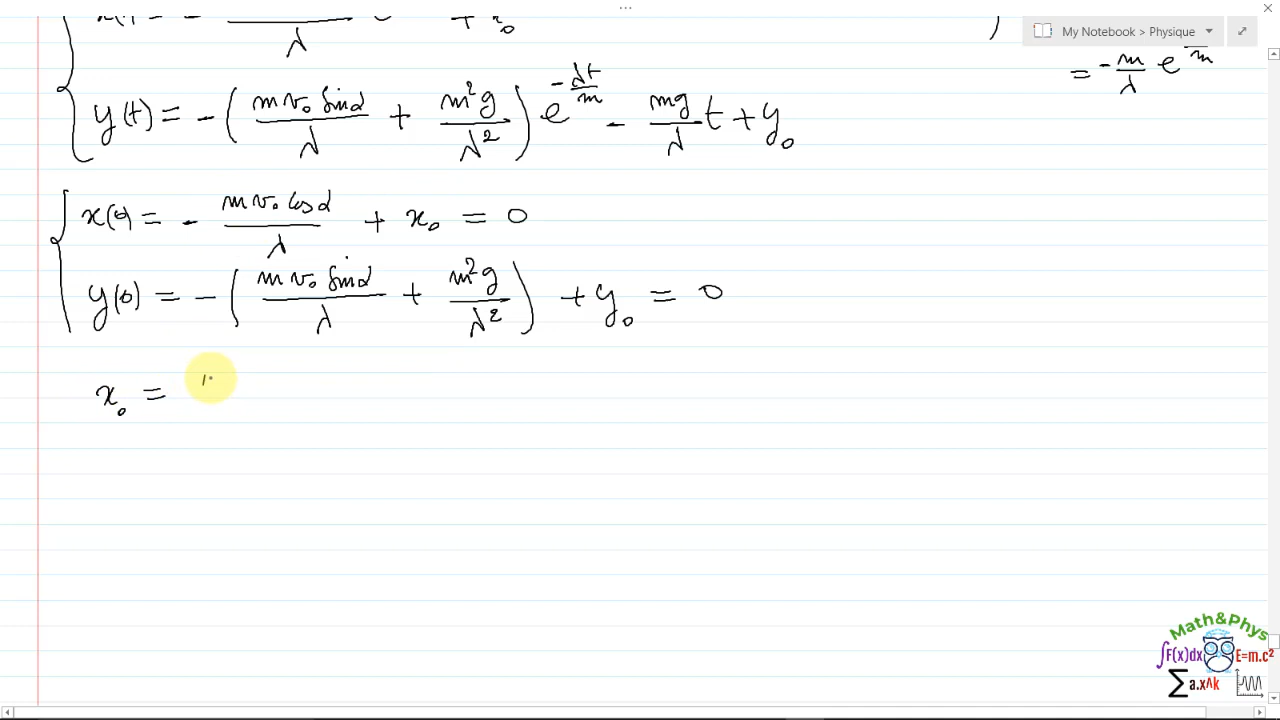 ...
My Notebook > Physique
x(t) = - ─── λ + x₀
= -m/λ e m
y(t) = -( mv₀ sinα/λ + m²g/λ² ) e^(-λt/m) - mg/λ t + y₀
x(0) = - mv₀ cosα/λ + x₀ = 0
y(0) = -( mv₀ sinα/λ + m²g/λ² ) + y₀ = 0
x₀ =
Math&Phys
∫F(x)dx E=m.c²
∑ a.x^k